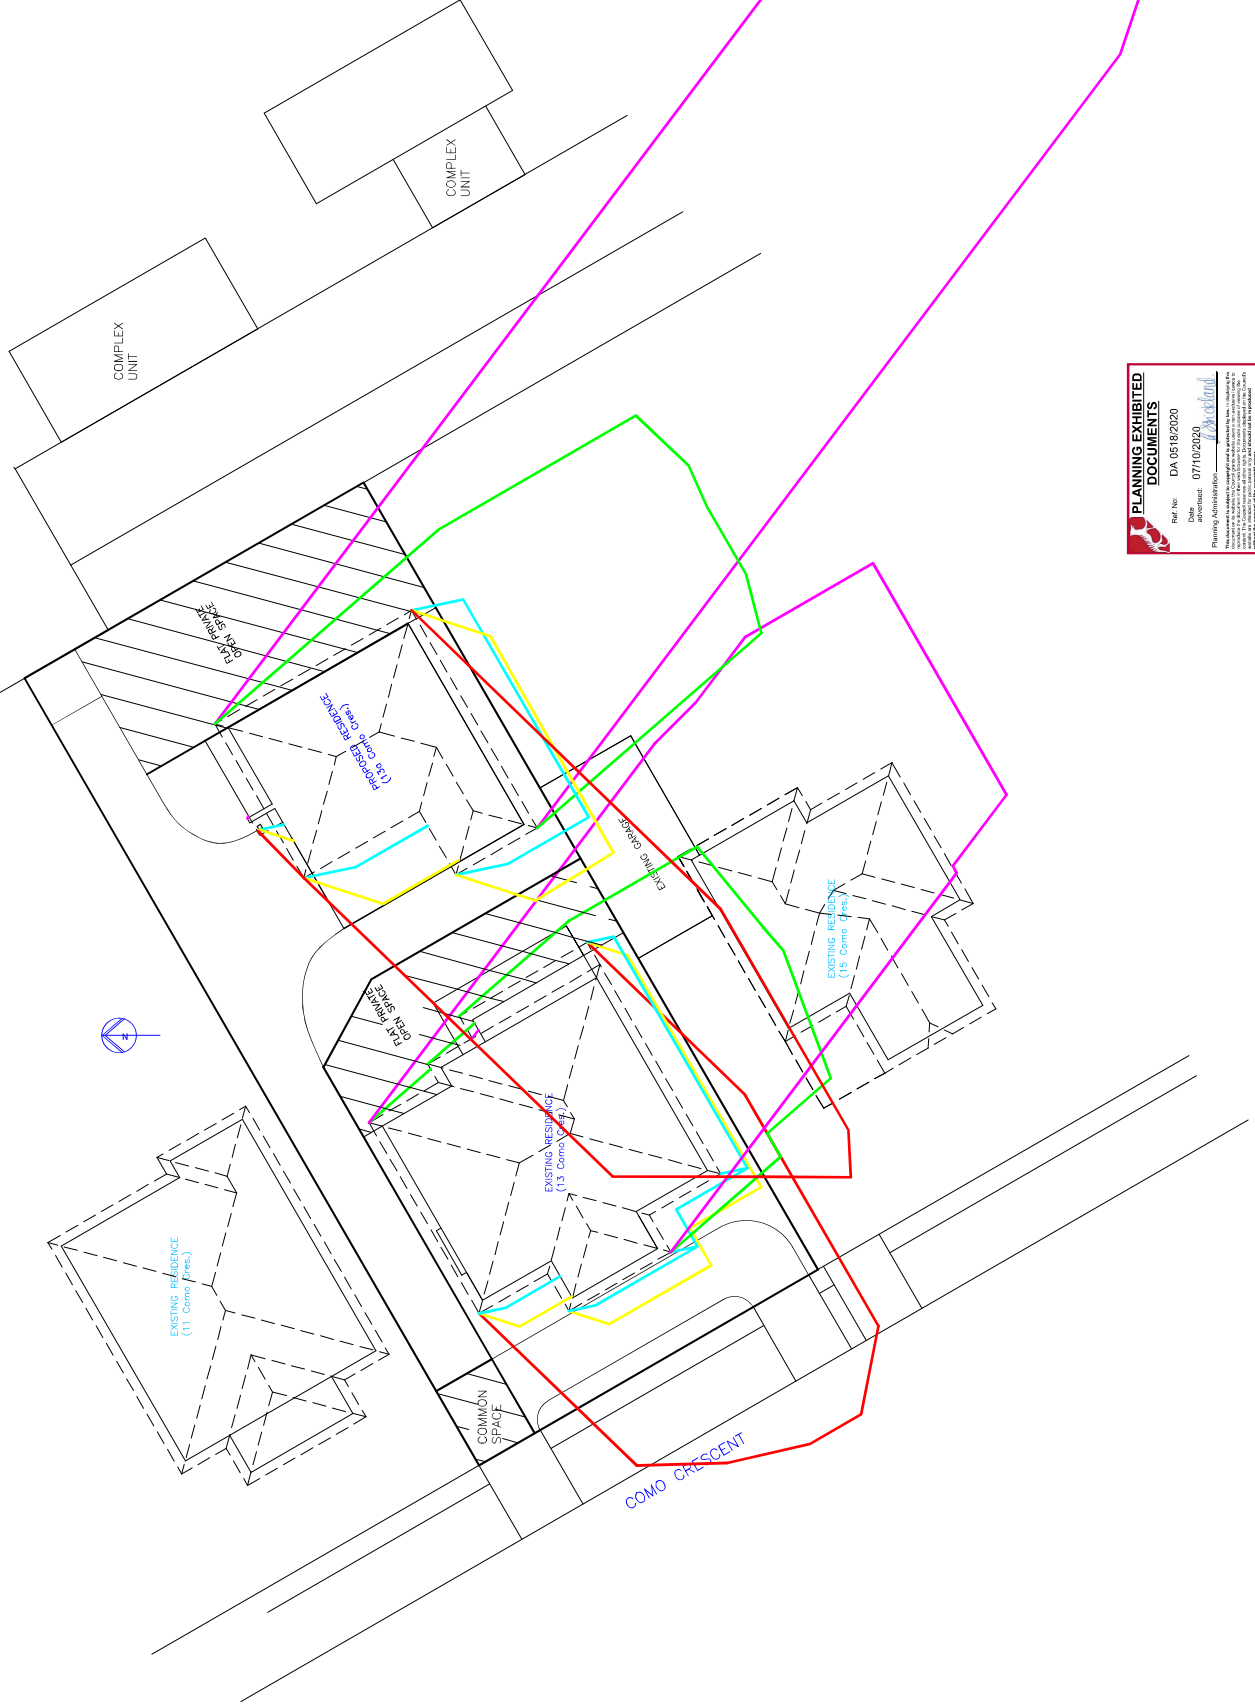 COMPLEX
UNIT
COMPLEX
UNIT
FLAT PRIVATE
OPEN SPACE
PROPOSED RESIDENCE
(13a Como Cres.)
EXISTING GARAGE
FLAT PRIVATE
OPEN SPACE
EXISTING RESIDENCE
(15 Como Cres.)
EXISTING RESIDENCE
(13 Como Cres.)
N
EXISTING RESIDENCE
(11 Como Cres.)
COMMON
SPACE
COMO CRESCENT
PLANNING EXHIBITED
DOCUMENTS
Ref. No: DA 0518/2020
Date
advertised: 07/10/2020
Planning Administration